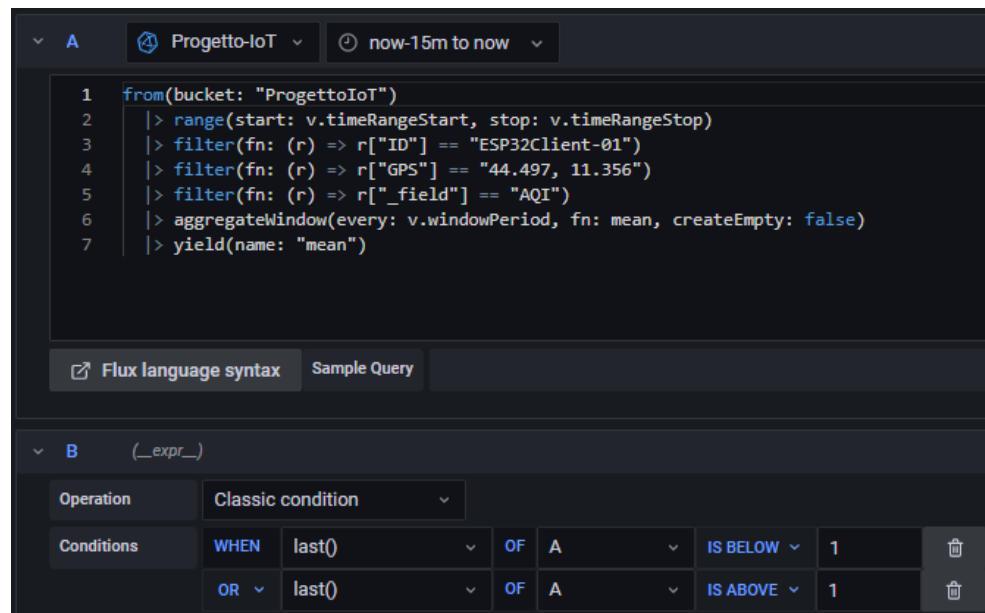 A Progetto-IoT now-15m to now
1 from(bucket: "ProgettoIoT")
2 |> range(start: v.timeRangeStart, stop: v.timeRangeStop)
3 |> filter(fn: (r) => r["ID"] == "ESP32Client-01")
4 |> filter(fn: (r) => r["GPS"] == "44.497, 11.356")
5 |> filter(fn: (r) => r["_field"] == "AQI")
6 |> aggregateWindow(every: v.windowPeriod, fn: mean, createEmpty: false)
7 |> yield(name: "mean")
Flux language syntax Sample Query
B (__expr__)
Operation Classic condition
Conditions WHEN last() OF A IS BELOW 1
OR last() OF A IS ABOVE 1